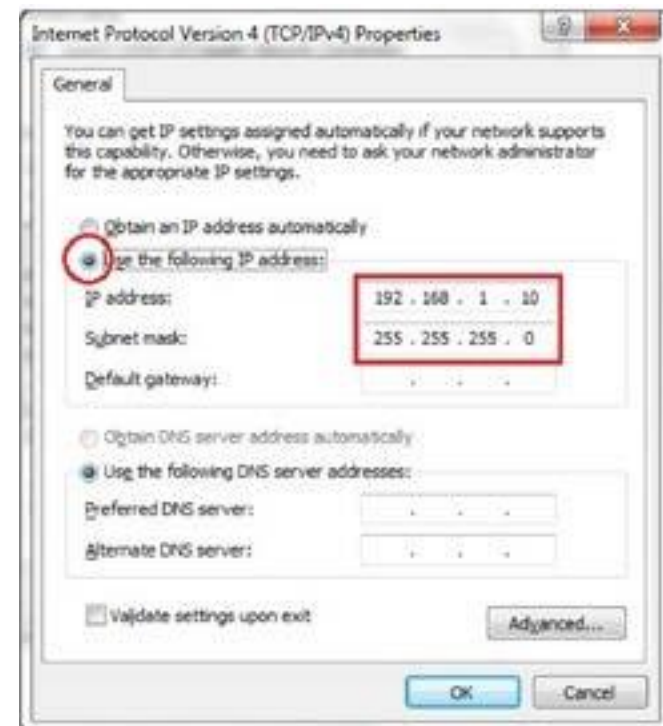 Internet Protocol Version 4 (TCP/IPv4) Properties
General
You can get IP settings assigned automatically if your network supports
this capability. Otherwise, you need to ask your network administrator
for the appropriate IP settings.
Obtain an IP address automatically
Use the following IP address:
IP address: 192 . 168 . 1 . 10
Subnet mask: 255 . 255 . 255 . 0
Default gateway: . . .
Obtain DNS server address automatically
Use the following DNS server addresses:
Preferred DNS server: . . .
Alternate DNS server: . . .
Validate settings upon exit
Advanced...
OK Cancel